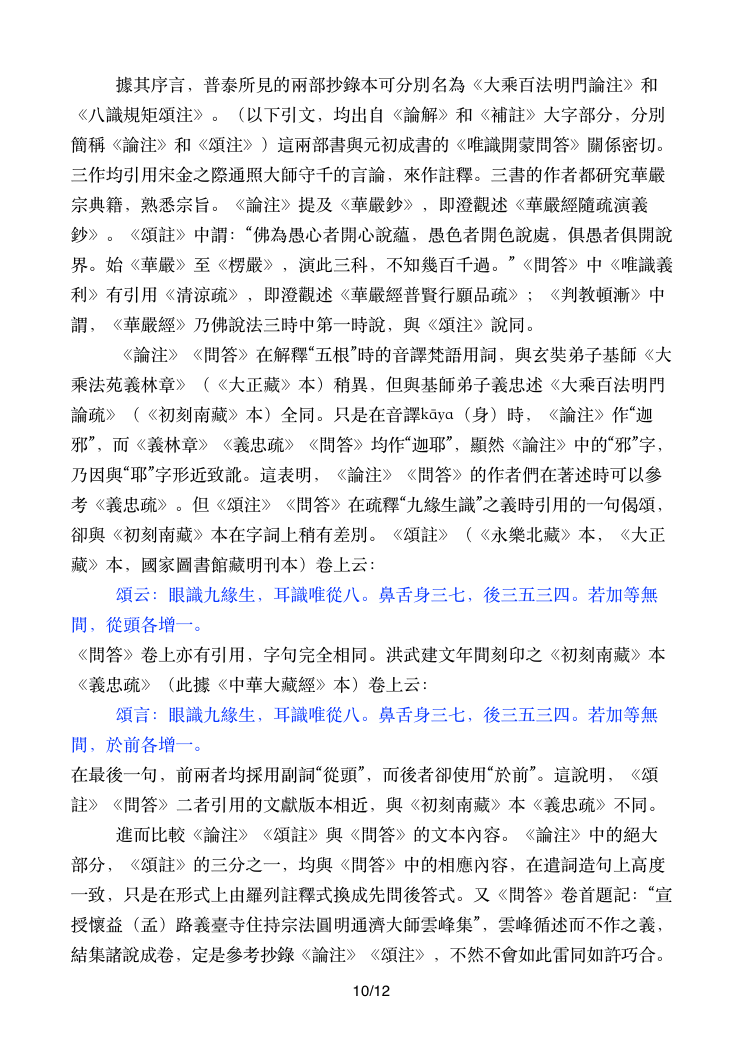 據其序言，普泰所見的兩部抄錄本可分別名為《大乘百法明門論注》和
《八識規矩頌注》。（以下引文，均出自《論解》和《補註》大字部分，分別
簡稱《論注》和《頌注》）這兩部書與元初成書的《唯識開蒙問答》關係密切。
三作均引用宋金之際通照大師守千的言論，來作註釋。三書的作者都研究華嚴
宗典籍，熟悉宗旨。《論注》提及《華嚴鈔》，即澄觀述《華嚴經隨疏演義
鈔》。《頌註》中謂：“佛為愚心者開心說蘊，愚色者開色說處，俱愚者俱開說
界。始《華嚴》至《楞嚴》，演此三科，不知幾百千過。”《問答》中《唯識義
利》有引用《清涼疏》，即澄觀述《華嚴經普賢行願品疏》；《判教頓漸》中
謂，《華嚴經》乃佛說法三時中第一時說，與《頌注》說同。
《論注》《問答》在解釋“五根”時的音譯梵語用詞，與玄奘弟子基師《大
乘法苑義林章》（《大正藏》本）稍異，但與基師弟子義忠述《大乘百法明門
論疏》（《初刻南藏》本）全同。只是在音譯kāya（身）時，《論注》作“迦
邪”，而《義林章》《義忠疏》《問答》均作“迦耶”，顯然《論注》中的“邪”字，
乃因與“耶”字形近致訛。這表明，《論注》《問答》的作者們在著述時可以參
考《義忠疏》。但《頌注》《問答》在疏釋“九緣生識”之義時引用的一句偈頌，
卻與《初刻南藏》本在字詞上稍有差別。《頌註》（《永樂北藏》本，《大正
藏》本，國家圖書館藏明刊本）卷上云：
頌云：眼識九緣生，耳識唯從八。鼻舌身三七，後三五三四。若加等無
間，從頭各增一。
《問答》卷上亦有引用，字句完全相同。洪武建文年間刻印之《初刻南藏》本
《義忠疏》（此據《中華大藏經》本）卷上云：
頌言：眼識九緣生，耳識唯從八。鼻舌身三七，後三五三四。若加等無
間，於前各增一。
在最後一句，前兩者均採用副詞“從頭”，而後者卻使用“於前”。這說明，《頌
註》《問答》二者引用的文獻版本相近，與《初刻南藏》本《義忠疏》不同。
進而比較《論注》《頌註》與《問答》的文本內容。《論注》中的絕大
部分，《頌註》的三分之一，均與《問答》中的相應內容，在遣詞造句上高度
一致，只是在形式上由羅列註釋式換成先問後答式。又《問答》卷首題記：“宣
授懷益（孟）路義臺寺住持宗法圓明通濟大師雲峰集”，雲峰循述而不作之義，
結集諸說成卷，定是參考抄錄《論注》《頌注》，不然不會如此雷同如許巧合。
10/12